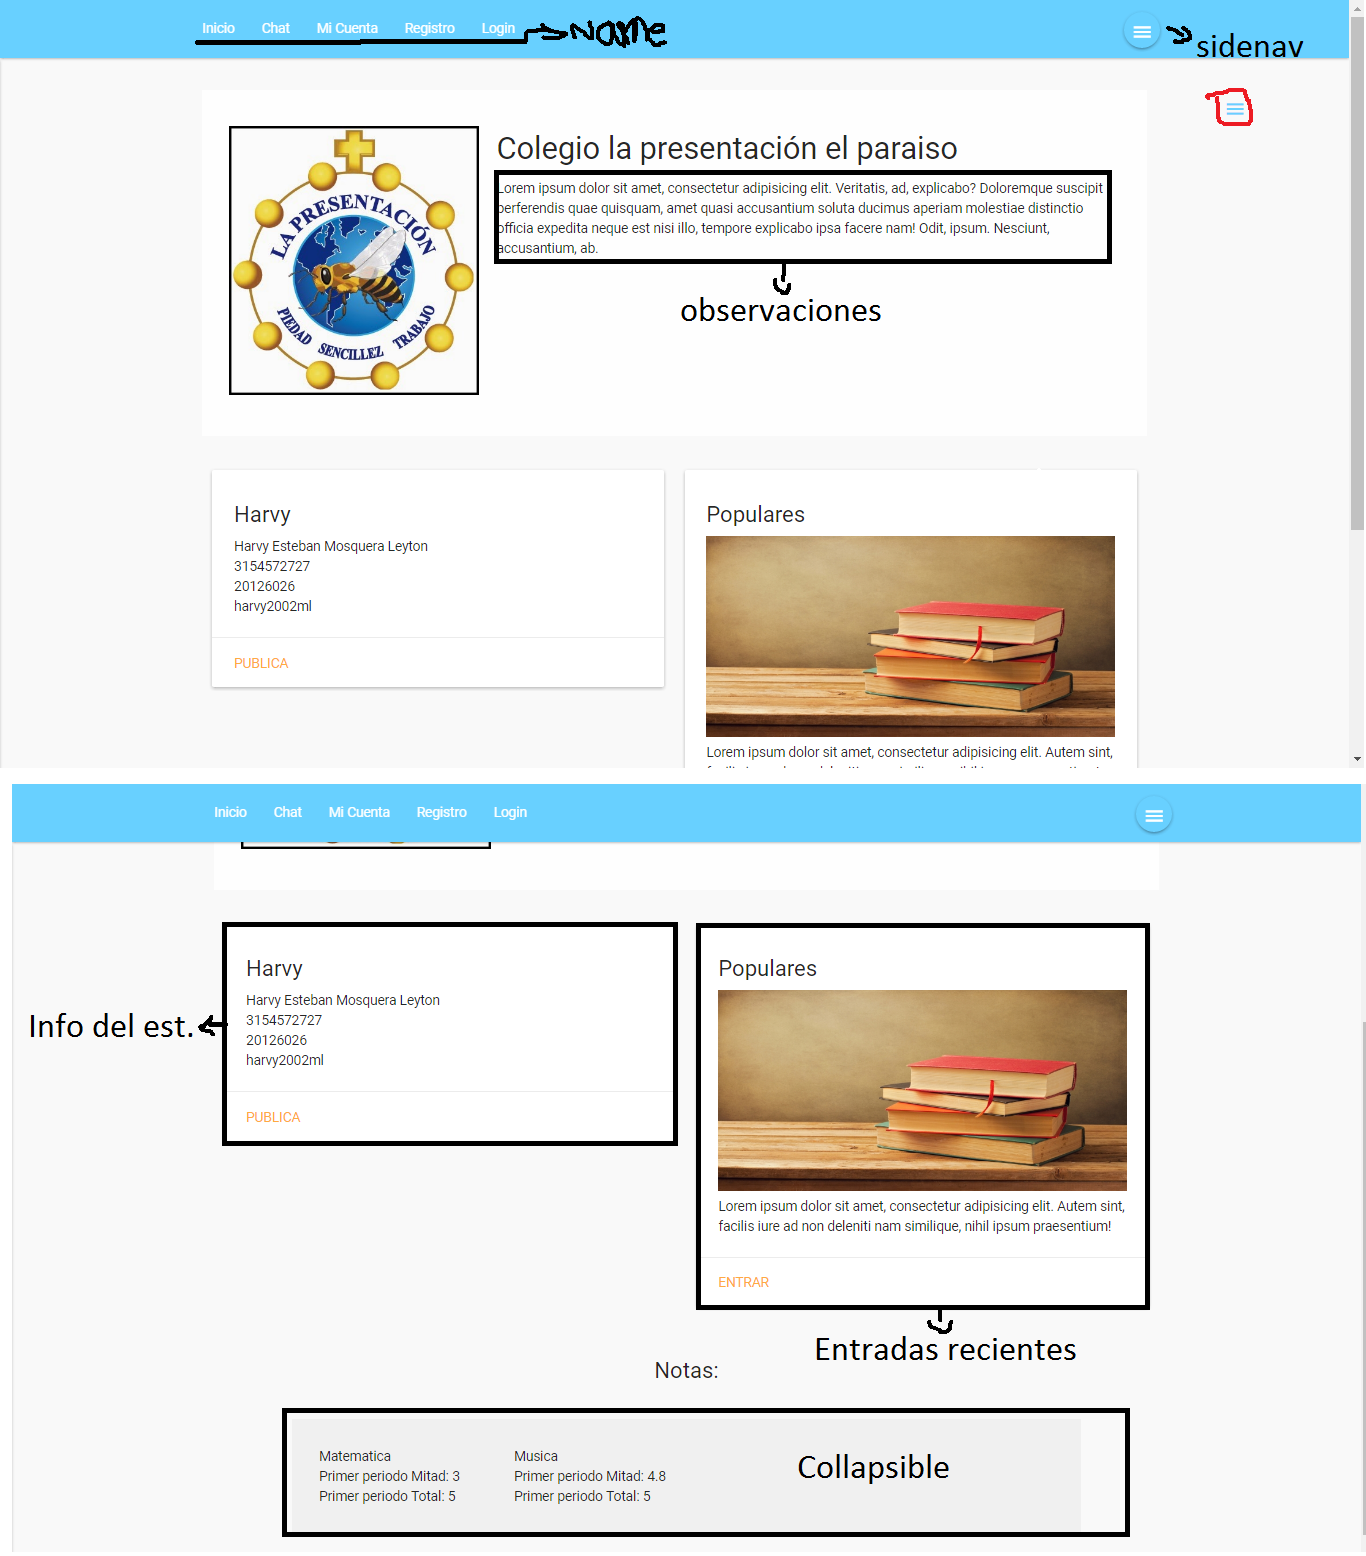 Inicio Chat Mi Cuenta Registro Login
Name
sidenav
LA PRESENTACIÓN
PIEDAD SENCILLEZ TRABAJO
Colegio la presentación el paraiso
Lorem ipsum dolor sit amet, consectetur adipisicing elit. Veritatis, ad, explicabo? Doloremque suscipit
perferendis quae quisquam, amet quasi accusantium soluta ducimus aperiam molestiae distinctio
officia expedita neque est nisi illo, tempore explicabo ipsa facere nam! Odit, ipsum. Nesciunt,
accusantium, ab.
observaciones
Harvy
Harvy Esteban Mosquera Leyton
3154572727
20126026
harvy2002ml
PUBLICA
Populares
Lorem ipsum dolor sit amet, consectetur adipisicing elit. Autem sint,
Inicio Chat Mi Cuenta Registro Login
Info del est.
Harvy
Harvy Esteban Mosquera Leyton
3154572727
20126026
harvy2002ml
PUBLICA
Populares
Lorem ipsum dolor sit amet, consectetur adipisicing elit. Autem sint,
facilis iure ad non deleniti nam similique, nihil ipsum praesentium!
ENTRAR
Entradas recientes
Notas:
Matematica
Primer periodo Mitad: 3
Primer periodo Total: 5
Musica
Primer periodo Mitad: 4.8
Primer periodo Total: 5
Collapsible